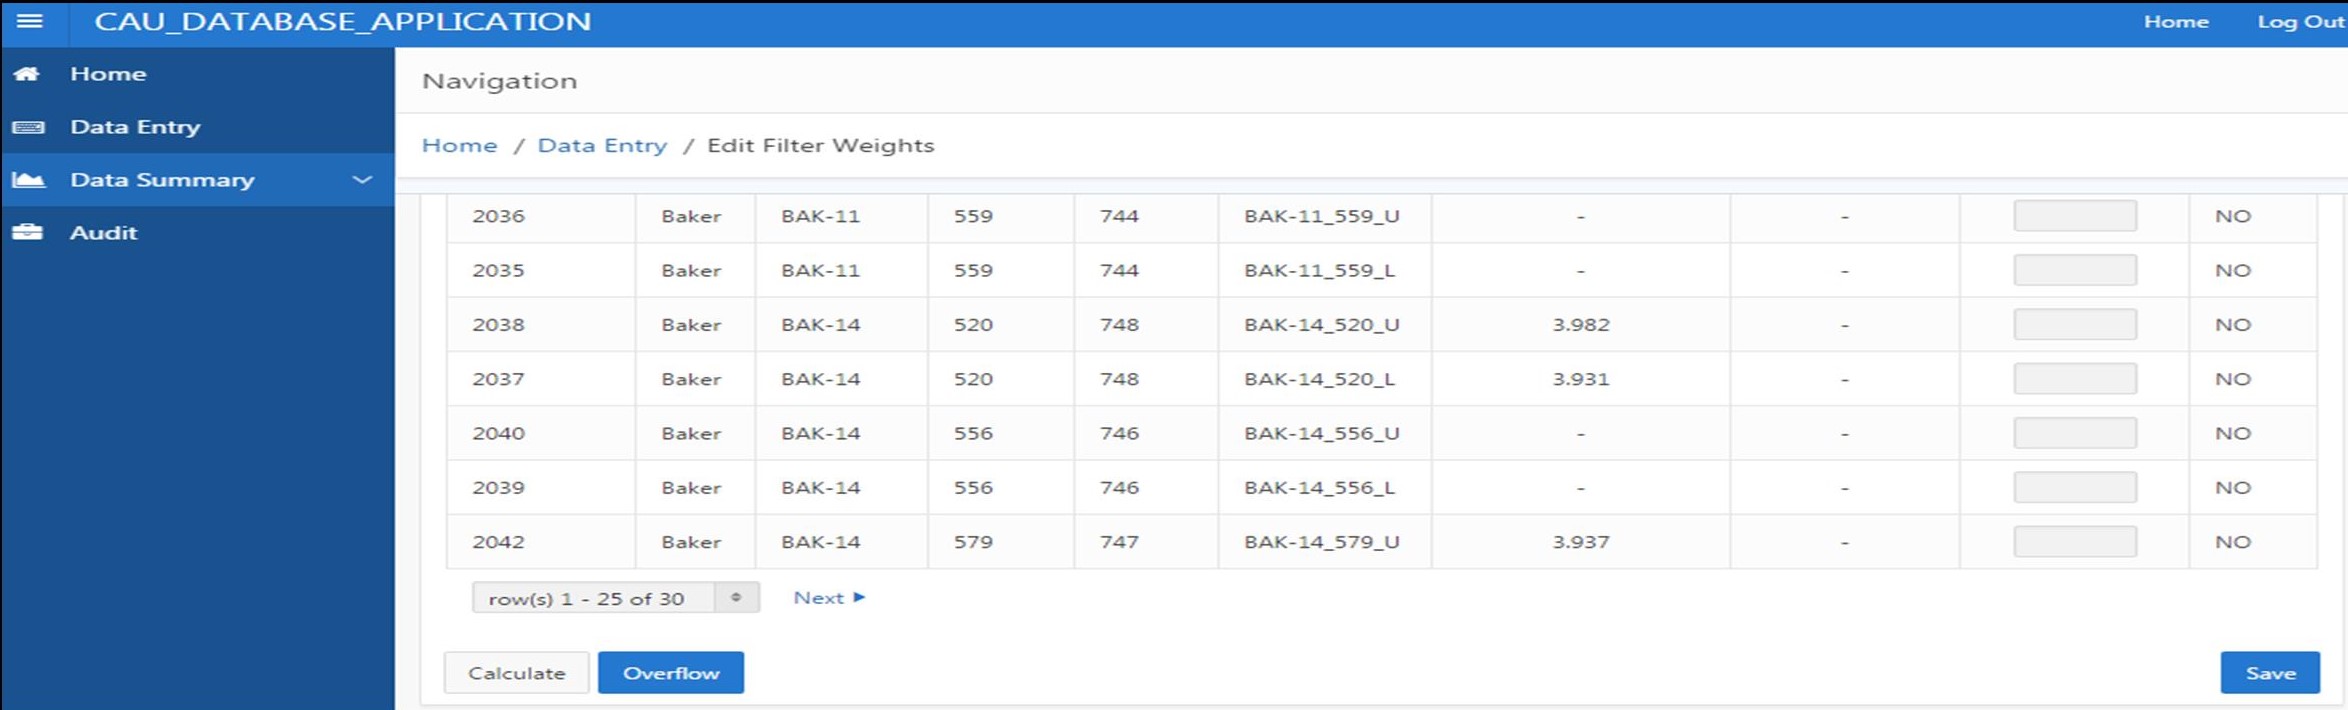 CAU_DATABASE_APPLICATION Home Log Out
Home
Data Entry
Data Summary
Audit
Navigation
Home / Data Entry / Edit Filter Weights
2036 Baker BAK-11 559 744 BAK-11_559_U - - NO
2035 Baker BAK-11 559 744 BAK-11_559_L - - NO
2038 Baker BAK-14 520 748 BAK-14_520_U 3.982 - NO
2037 Baker BAK-14 520 748 BAK-14_520_L 3.931 - NO
2040 Baker BAK-14 556 746 BAK-14_556_U - - NO
2039 Baker BAK-14 556 746 BAK-14_556_L - - NO
2042 Baker BAK-14 579 747 BAK-14_579_U 3.937 - NO
row(s) 1 - 25 of 30 Next
Calculate Overflow Save